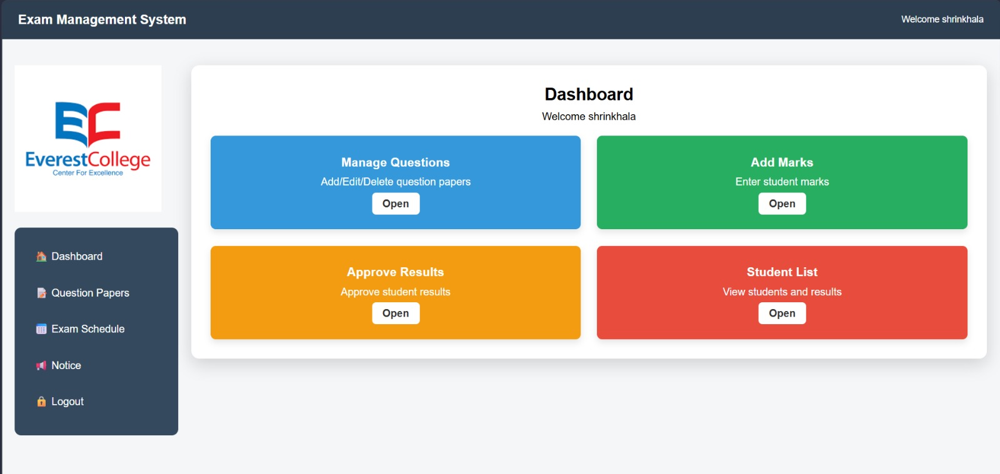 Exam Management System
Welcome shrinkhala
EC
EverestCollege
Center For Excellence
Dashboard
Question Papers
Exam Schedule
Notice
Logout
Dashboard
Welcome shrinkhala
Manage Questions
Add/Edit/Delete question papers
Open
Add Marks
Enter student marks
Open
Approve Results
Approve student results
Open
Student List
View students and results
Open